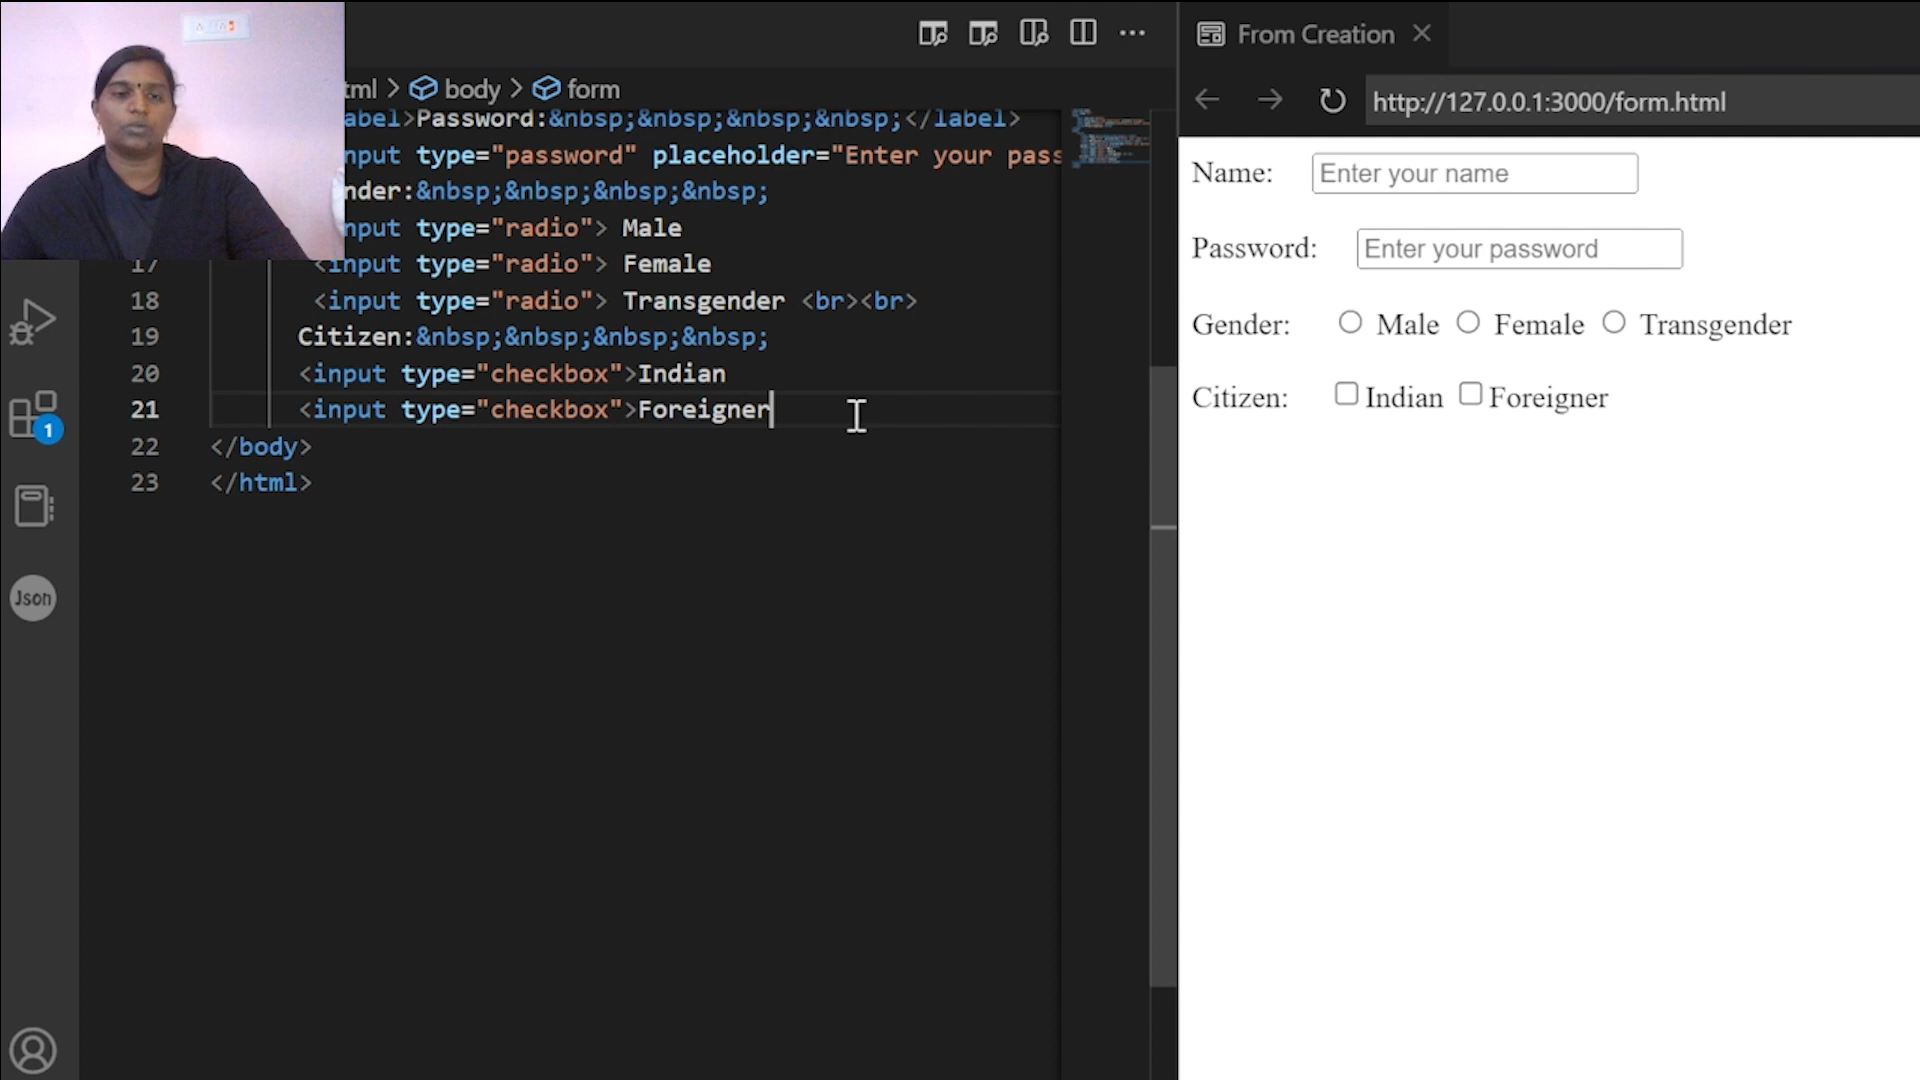 tml > body > form
abel>Password:&nbsp;&nbsp;&nbsp;&nbsp;</label>
nput type="password" placeholder="Enter your pass
nder:&nbsp;&nbsp;&nbsp;&nbsp;
nput type="radio"> Male
17 <input type="radio"> Female
18 <input type="radio"> Transgender <br><br>
19 Citizen:&nbsp;&nbsp;&nbsp;&nbsp;
20 <input type="checkbox">Indian
21 <input type="checkbox">Foreigner
22 </body>
23 </html>
1
Json
From Creation
http://127.0.0.1:3000/form.html
Name: Enter your name
Password: Enter your password
Gender: Male Female Transgender
Citizen: Indian Foreigner